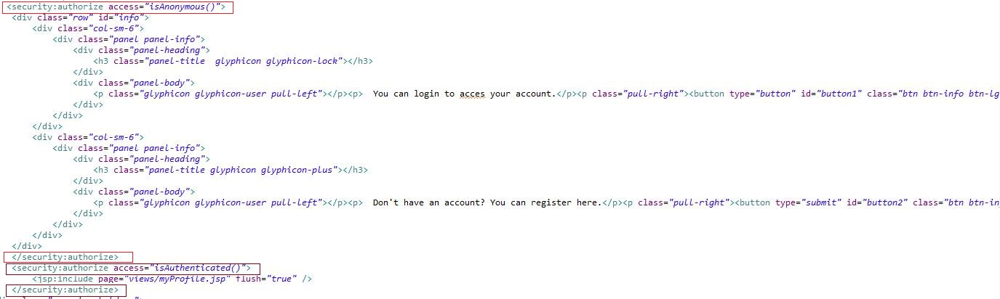 <security:authorize access="isAnonymous()">
<div class="row" id="info">
<div class="col-sm-6">
<div class="panel panel-info">
<div class="panel-heading">
<h3 class="panel-title  glyphicon glyphicon-lock"></h3>
</div>
<div class="panel-body">
<p class="glyphicon glyphicon-user pull-left"></p><p>  You can login to acces your account.</p><p class="pull-right"><button type="button" id="button1" class="btn btn-info btn-lg
</div>
</div>
</div>
<div class="col-sm-6">
<div class="panel panel-info">
<div class="panel-heading">
<h3 class="panel-title glyphicon glyphicon-plus"></h3>
</div>
<div class="panel-body">
<p class="glyphicon glyphicon-user pull-left"></p><p>  Don't have an account? You can register here.</p><p class="pull-right"><button type="submit" id="button2" class="btn btn-in
</div>
</div>
</div>
</div>
</security:authorize>
<security:authorize access="isAuthenticated()">
<jsp:include page="views/myProfile.jsp" flush="true" />
</security:authorize>